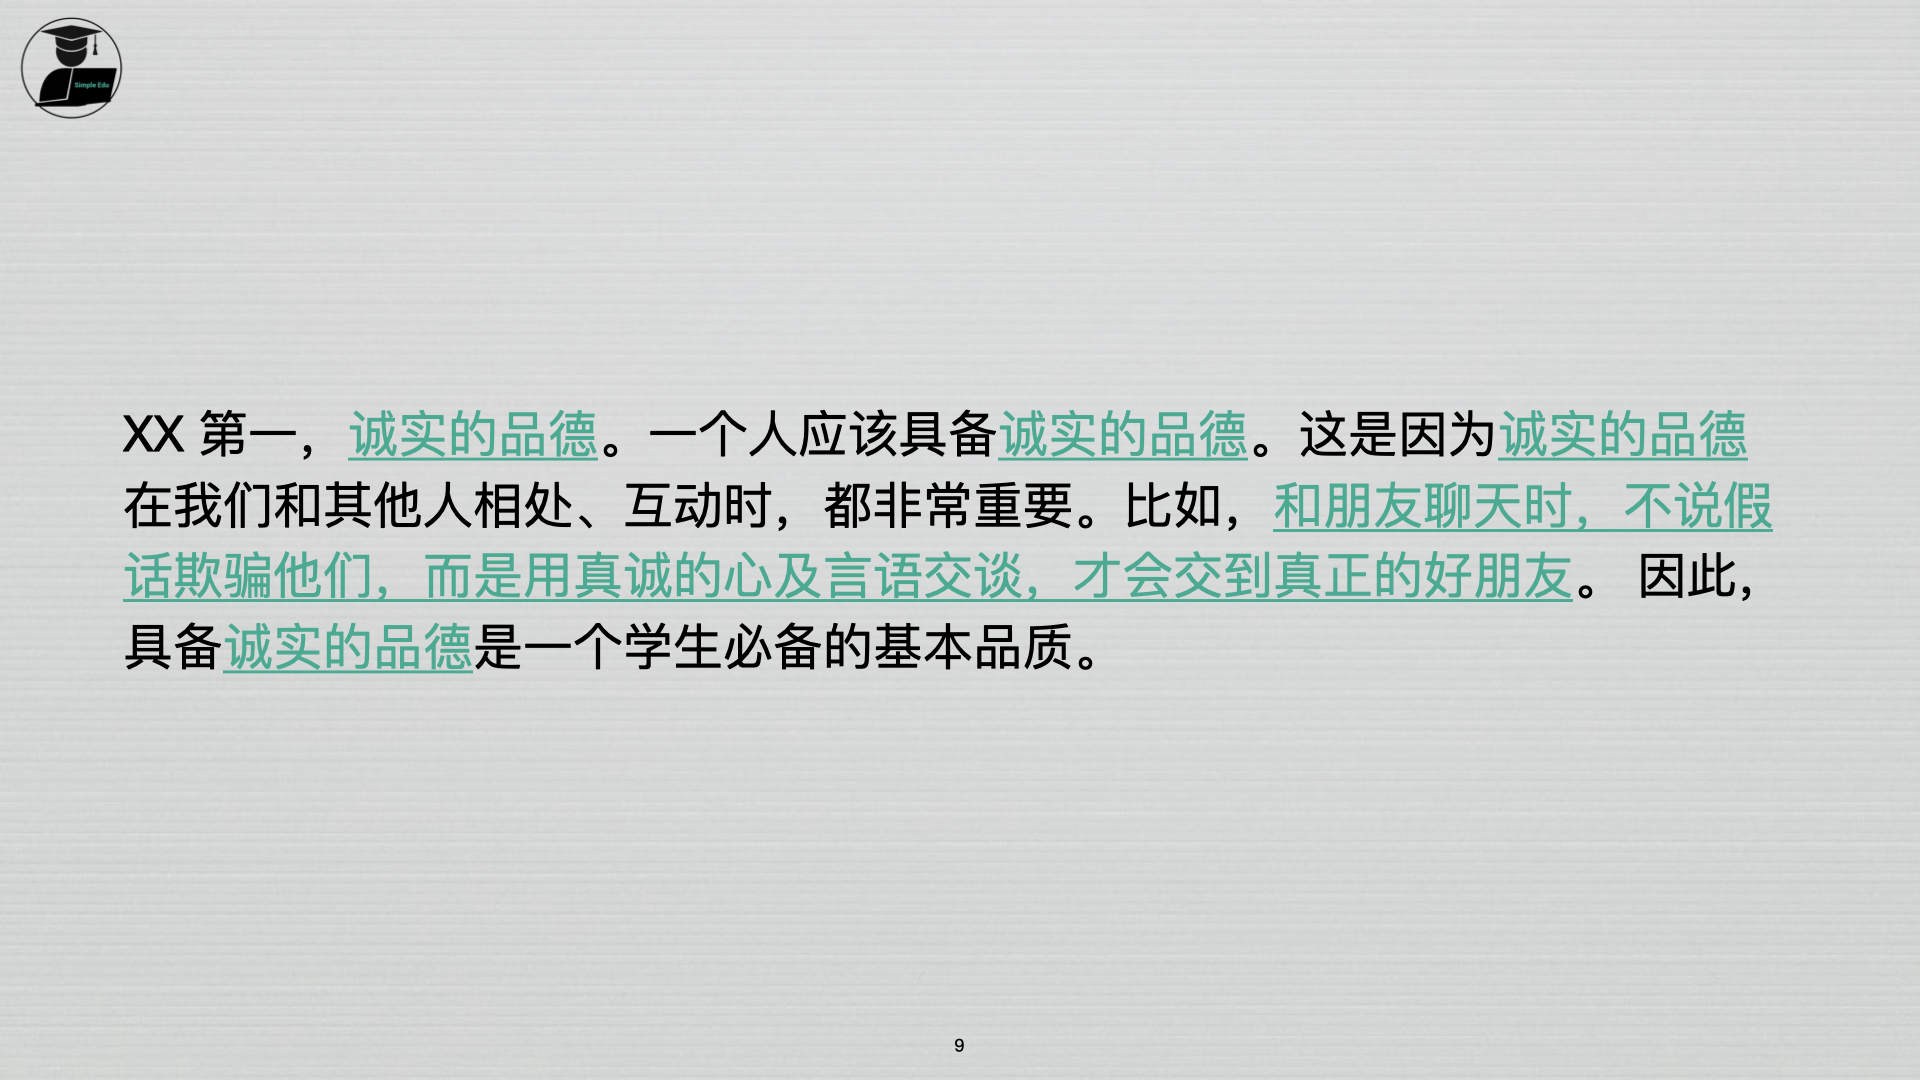 Simple Edu
XX 第一，诚实的品德。一个人应该具备诚实的品德。这是因为诚实的品德
在我们和其他人相处、互动时，都非常重要。比如，和朋友聊天时，不说假
话欺骗他们，而是用真诚的心及言语交谈，才会交到真正的好朋友。 因此，
具备诚实的品德是一个学生必备的基本品质。
9